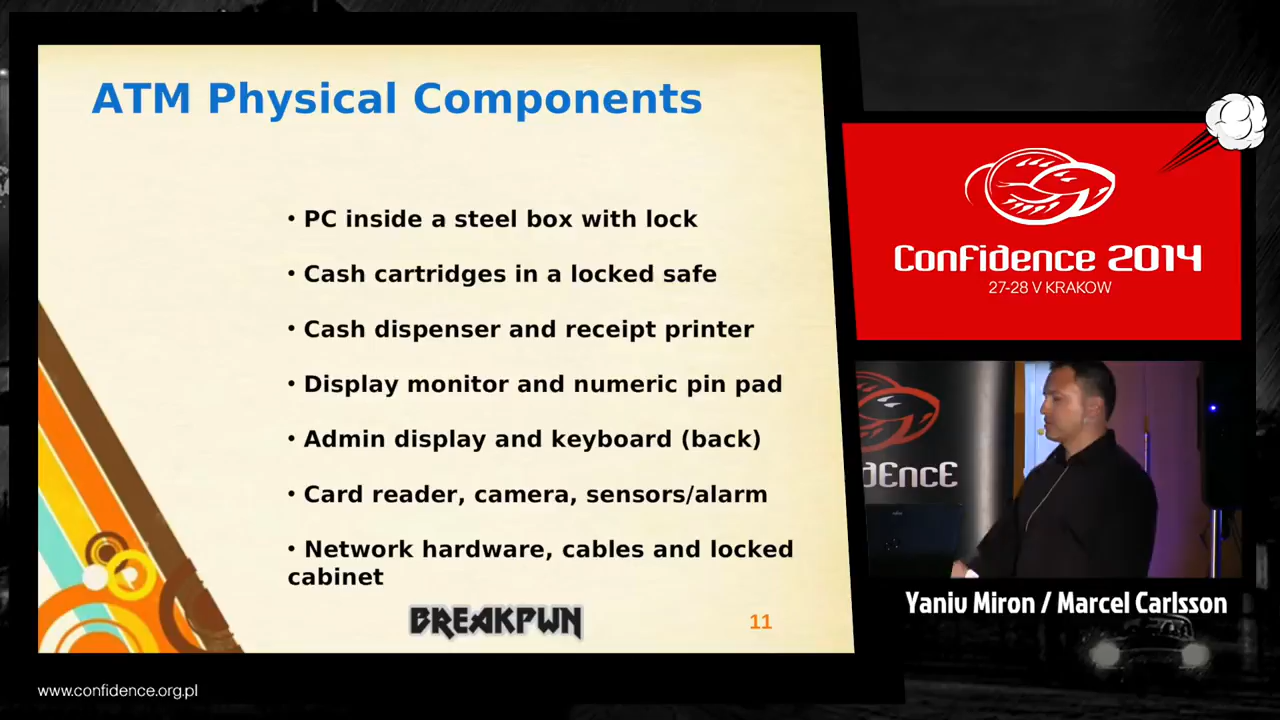 ATM Physical Components
• PC inside a steel box with lock
• Cash cartridges in a locked safe
• Cash dispenser and receipt printer
• Display monitor and numeric pin pad
• Admin display and keyboard (back)
• Card reader, camera, sensors/alarm
• Network hardware, cables and locked
cabinet
BREAKPWN
11
ConFidence 2014
27-28 V KRAKOW
dEncE
Yaniv Miron / Marcel Carlsson
www.confidence.org.pl